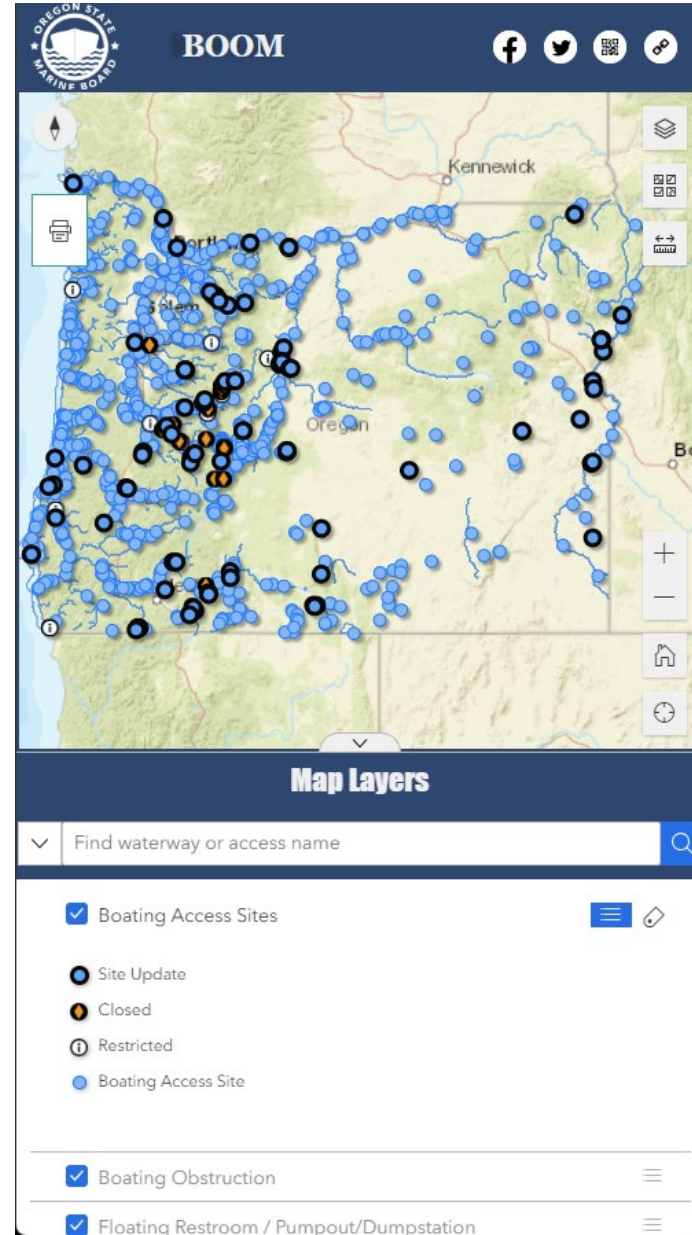 OREGON STATE
MARINE BOARD
BOOM
Kennewick
Salem
Oregon
Map Layers
Find waterway or access name
Boating Access Sites
Site Update
Closed
Restricted
Boating Access Site
Boating Obstruction
Floating Restroom / Pumpout/Dumpstation